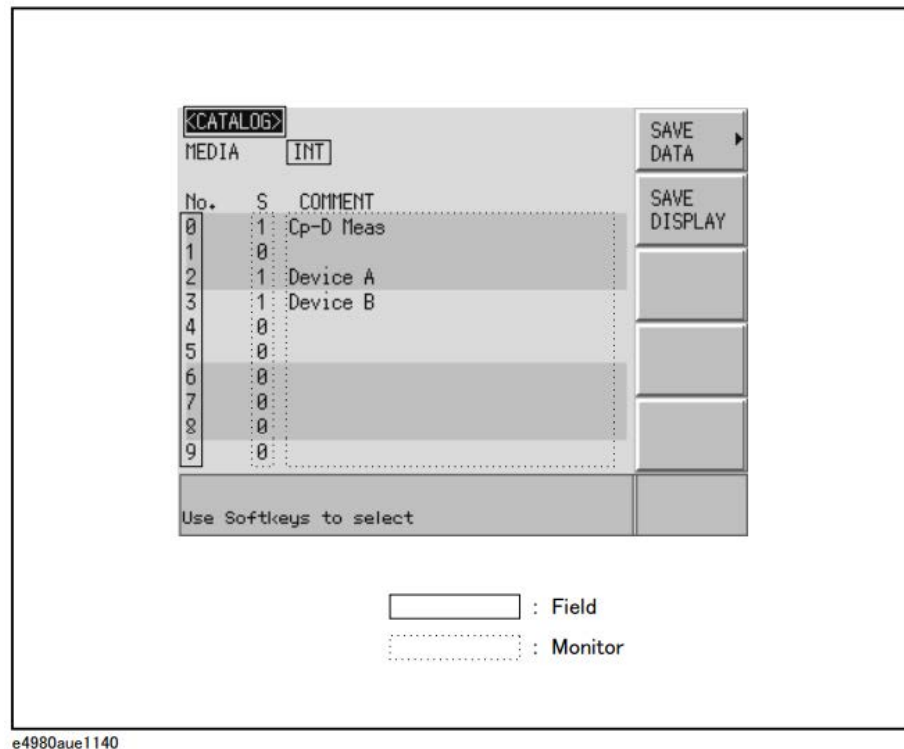 <CATALOG>
MEDIA INT
SAVE DATA
No. S COMMENT
SAVE DISPLAY
0 1 Cp-D Meas
1 0
2 1 Device A
3 1 Device B
4 0
5 0
6 0
7 0
8 0
9 0
Use Softkeys to select
: Field
: Monitor
e4980aue1140